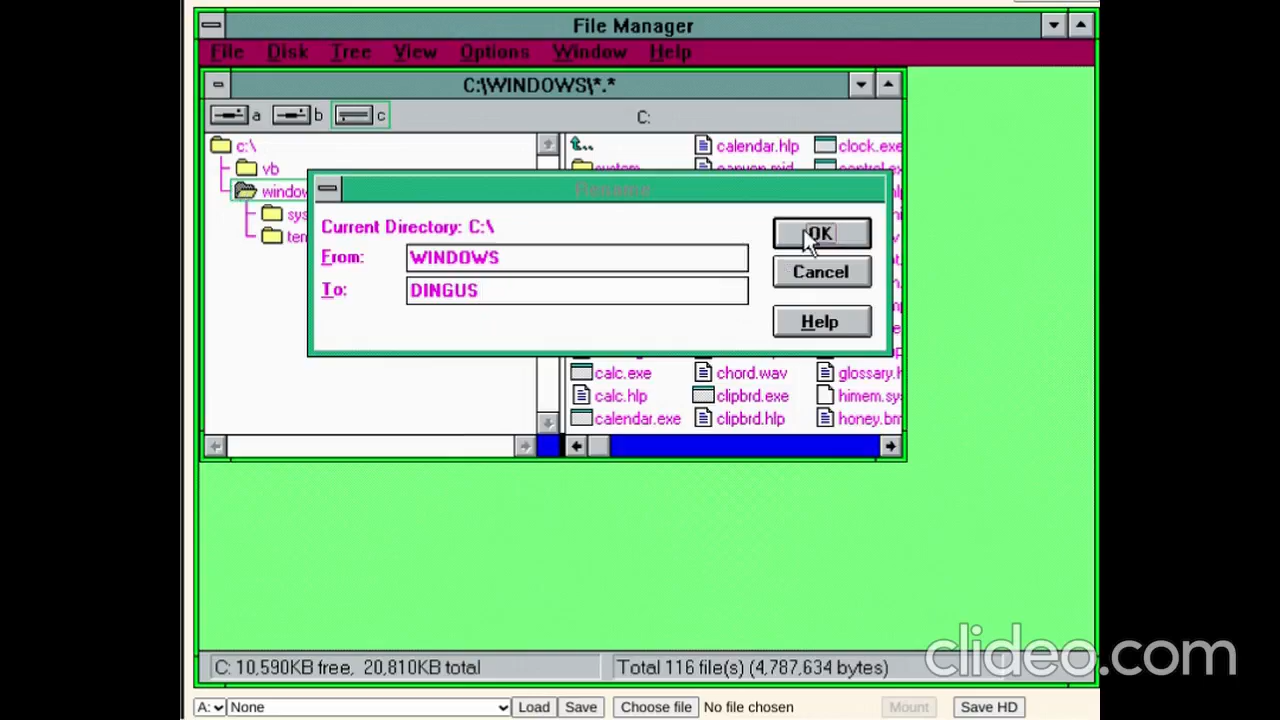 File Manager
File Disk Tree View Options Window Help
C:\WINDOWS\*.*
a b c C:
c:\
vb
calendar.hlp clock.exe
Rename
Current Directory: C:\
From: WINDOWS
To: DINGUS
OK
Cancel
Help
calc.exe chord.wav
calc.hlp clipbrd.exe
calendar.exe clipbrd.hlp
C: 10,590KB free, 20,810KB total
Total 116 file(s) (4,787,634 bytes)
clideo.com
A: None Load Save Choose file No file chosen Mount Save HD